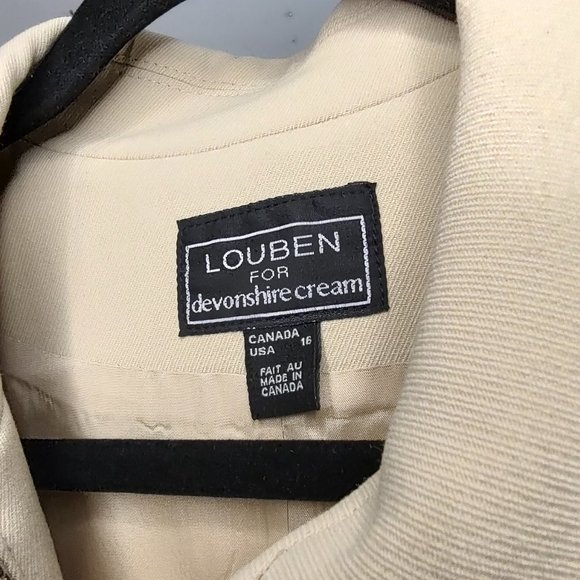 LOUBEN
FOR
devonshire cream
CANADA 16
USA
FAIT AU
MADE IN
CANADA